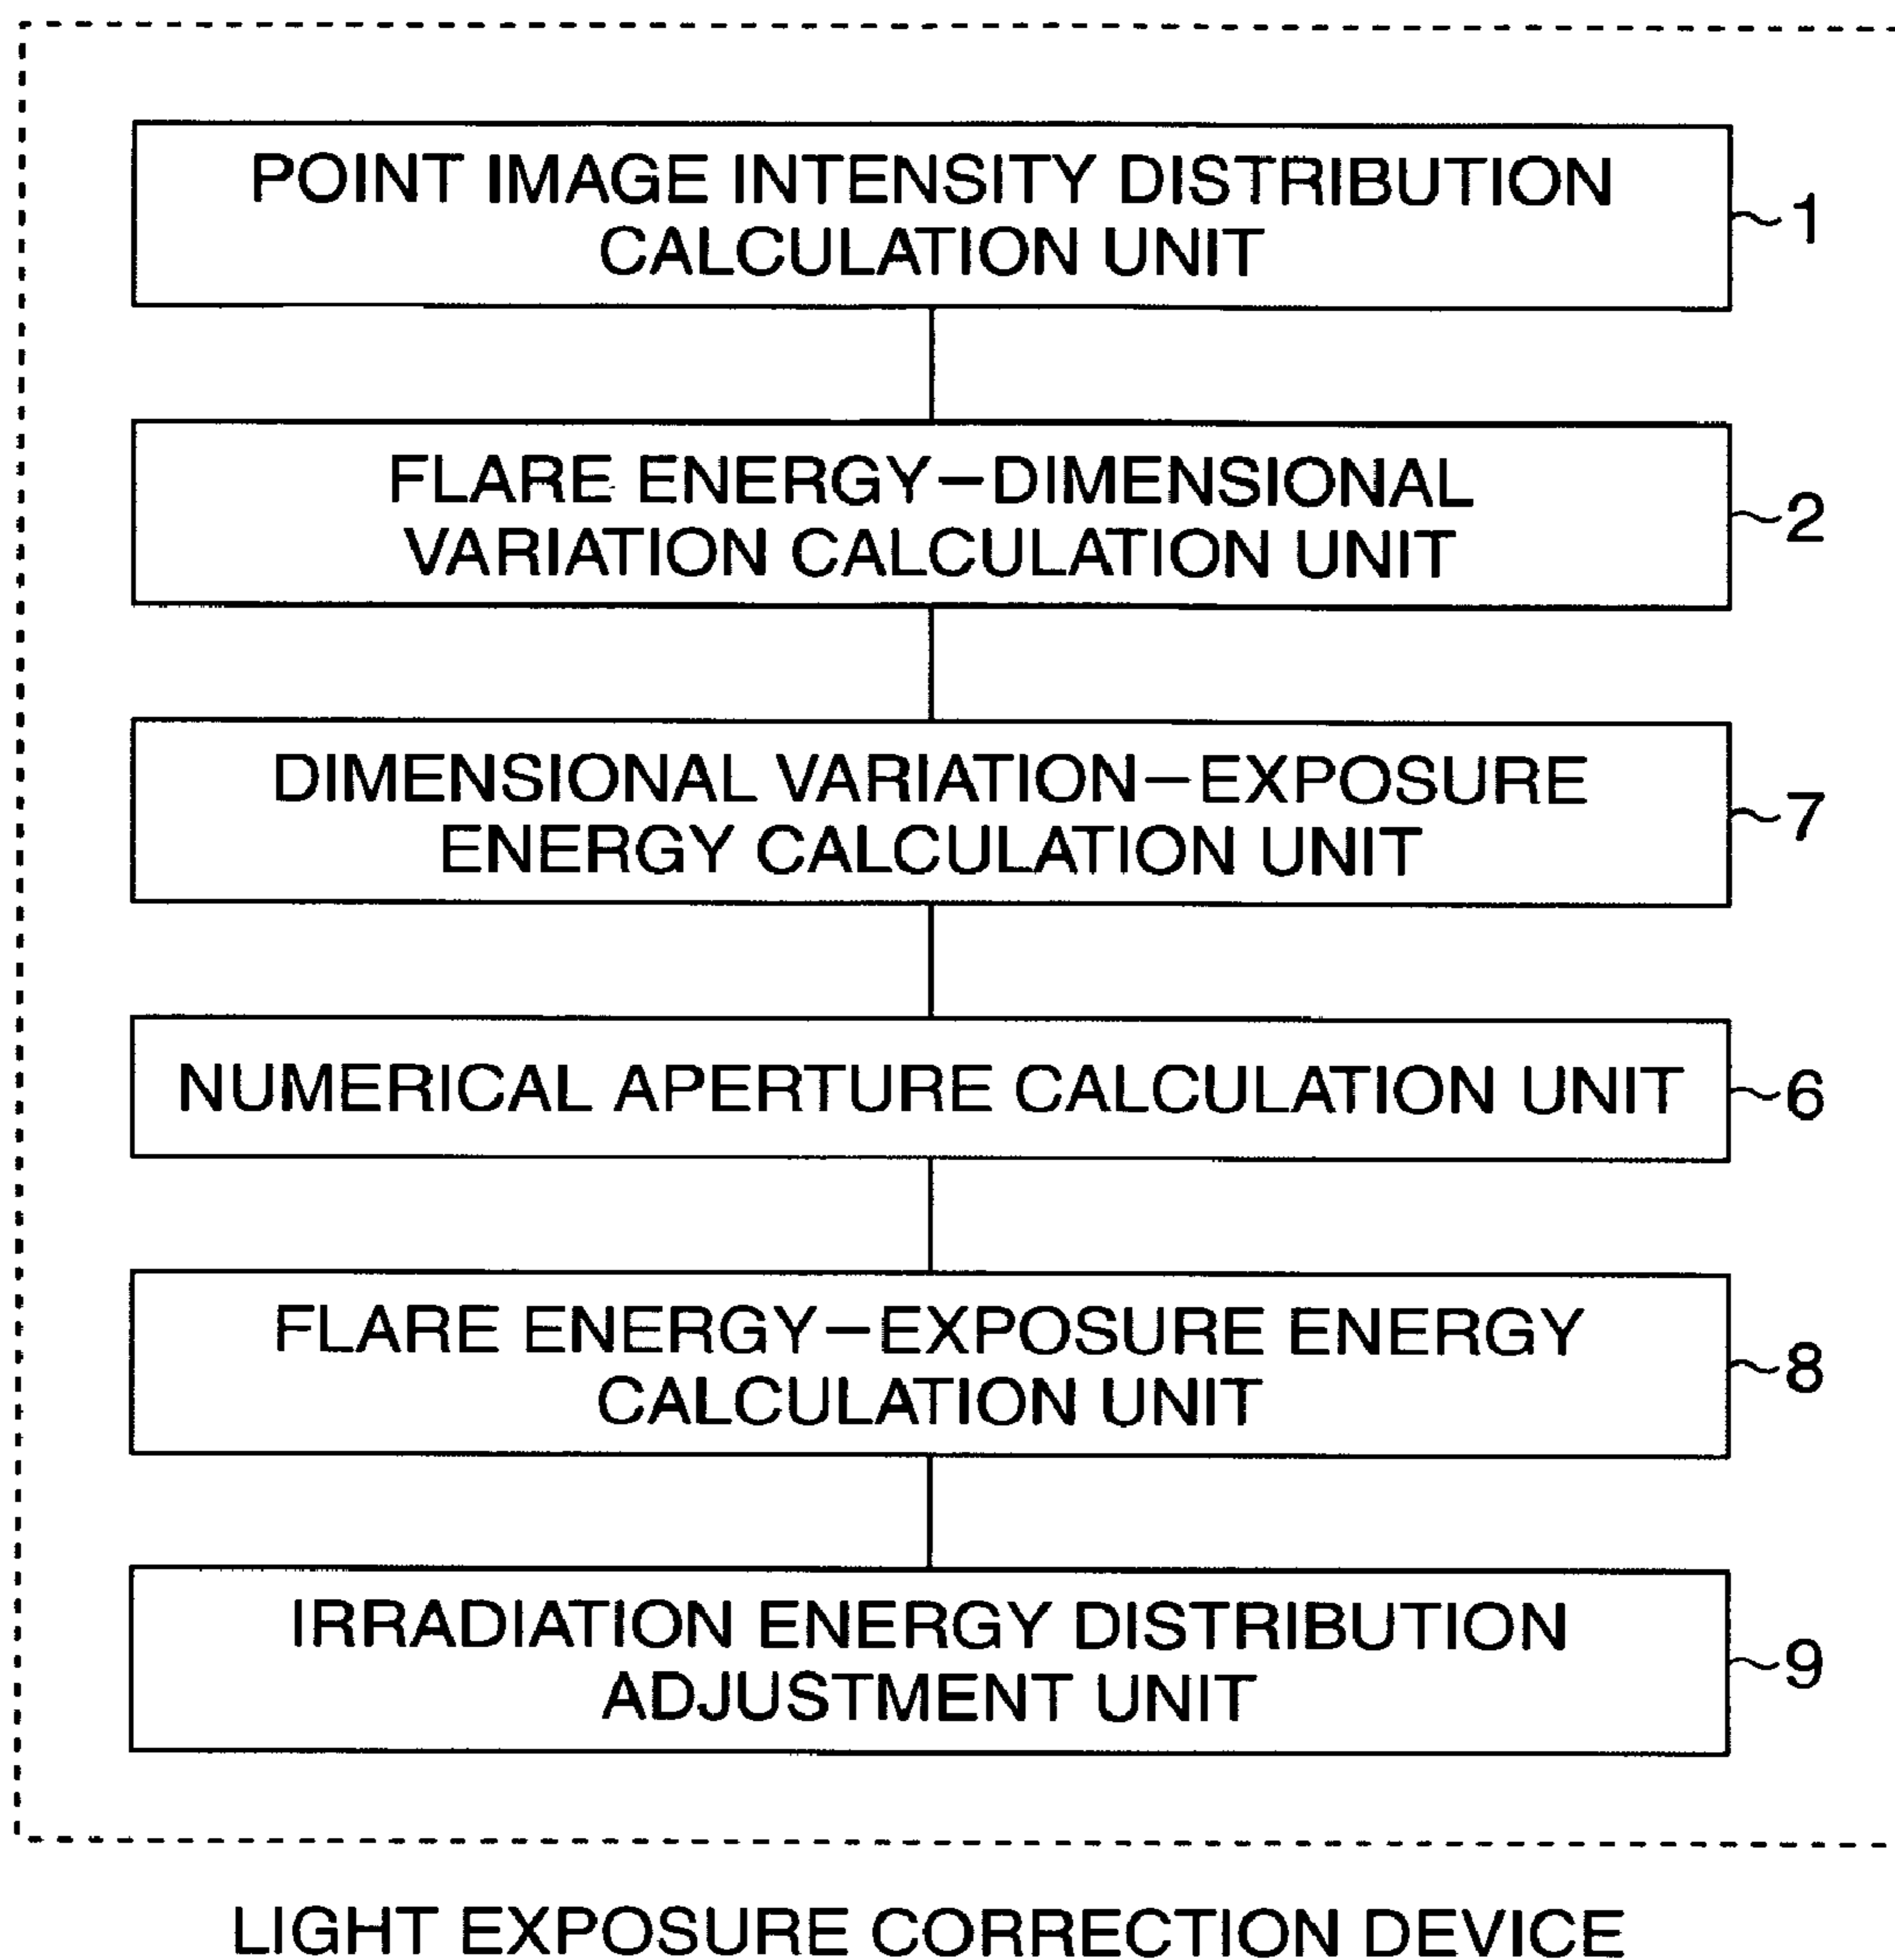 POINT IMAGE INTENSITY DISTRIBUTION
CALCULATION UNIT
1
FLARE ENERGY—DIMENSIONAL
VARIATION CALCULATION UNIT
2
DIMENSIONAL VARIATION—EXPOSURE
ENERGY CALCULATION UNIT
7
NUMERICAL APERTURE CALCULATION UNIT
6
FLARE ENERGY—EXPOSURE ENERGY
CALCULATION UNIT
8
IRRADIATION ENERGY DISTRIBUTION
ADJUSTMENT UNIT
9
LIGHT EXPOSURE CORRECTION DEVICE